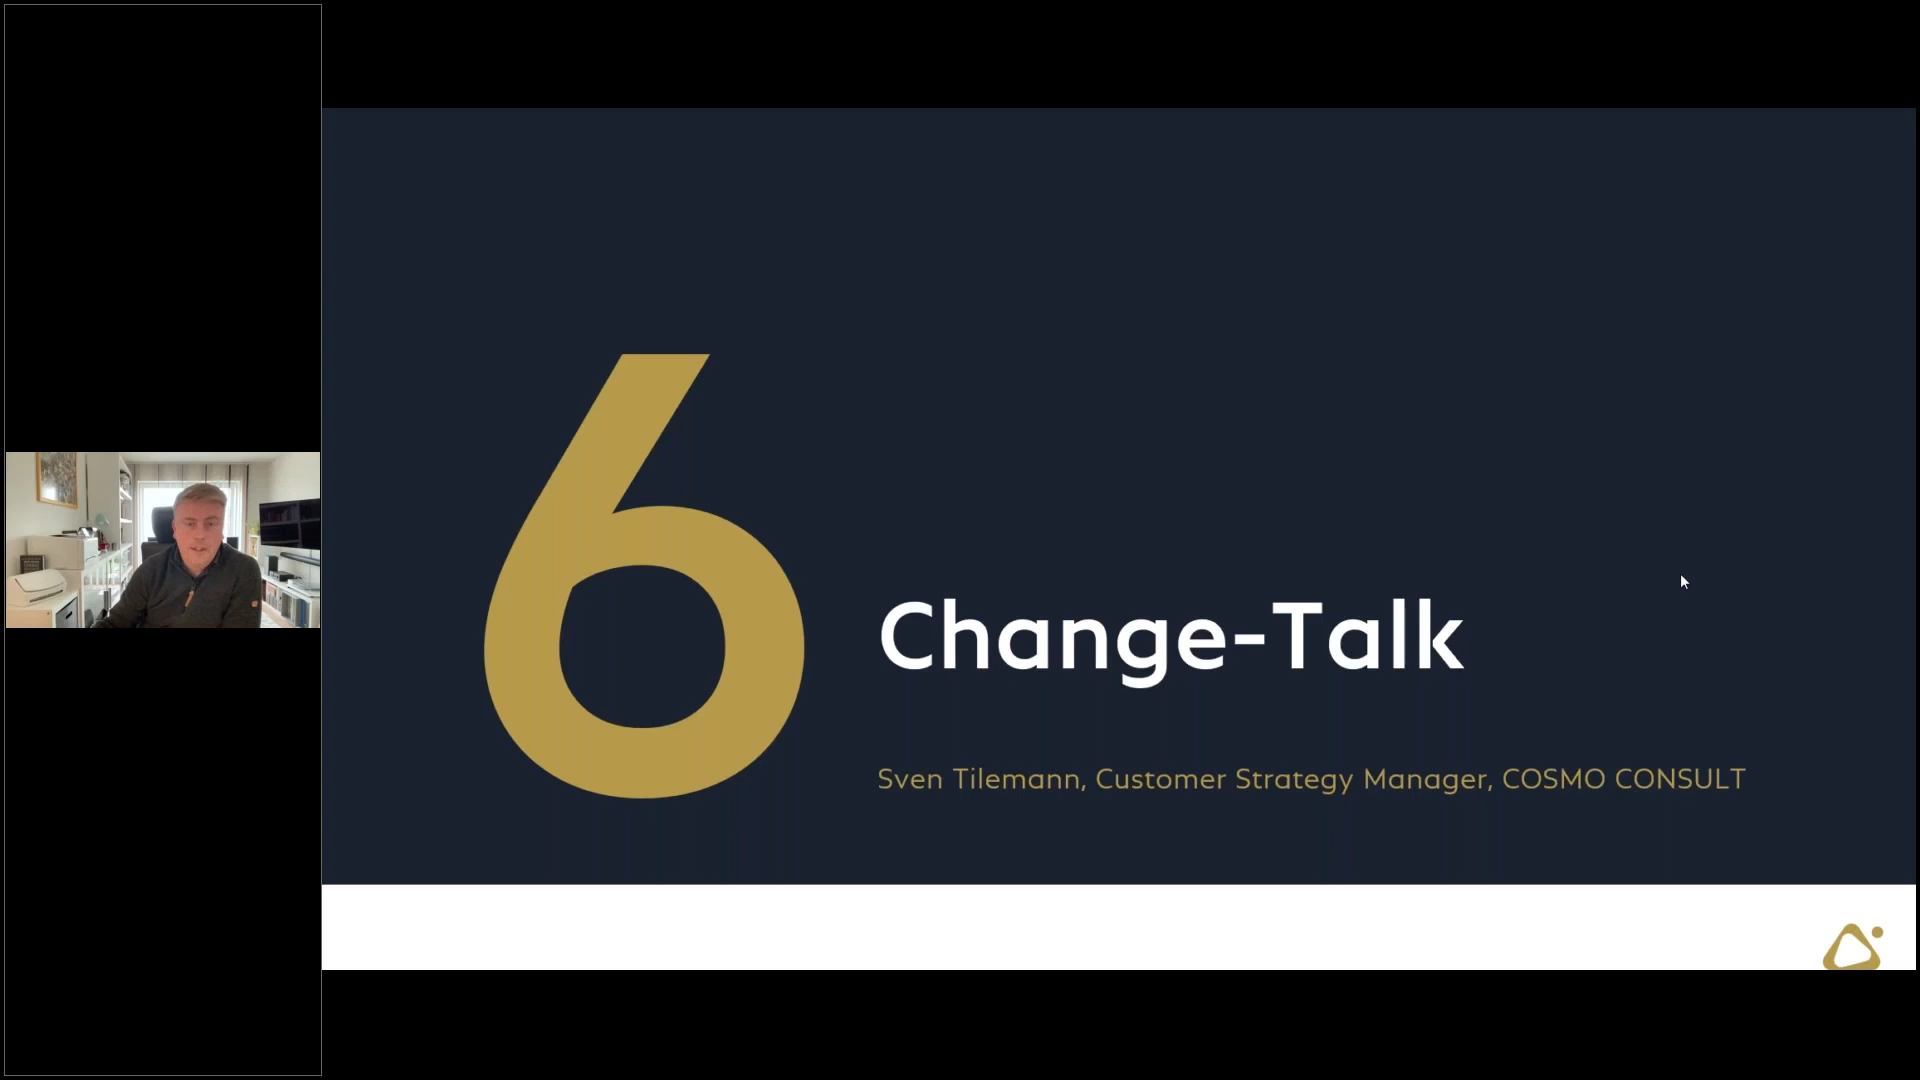 6
Change-Talk
Sven Tilemann, Customer Strategy Manager, COSMO CONSULT